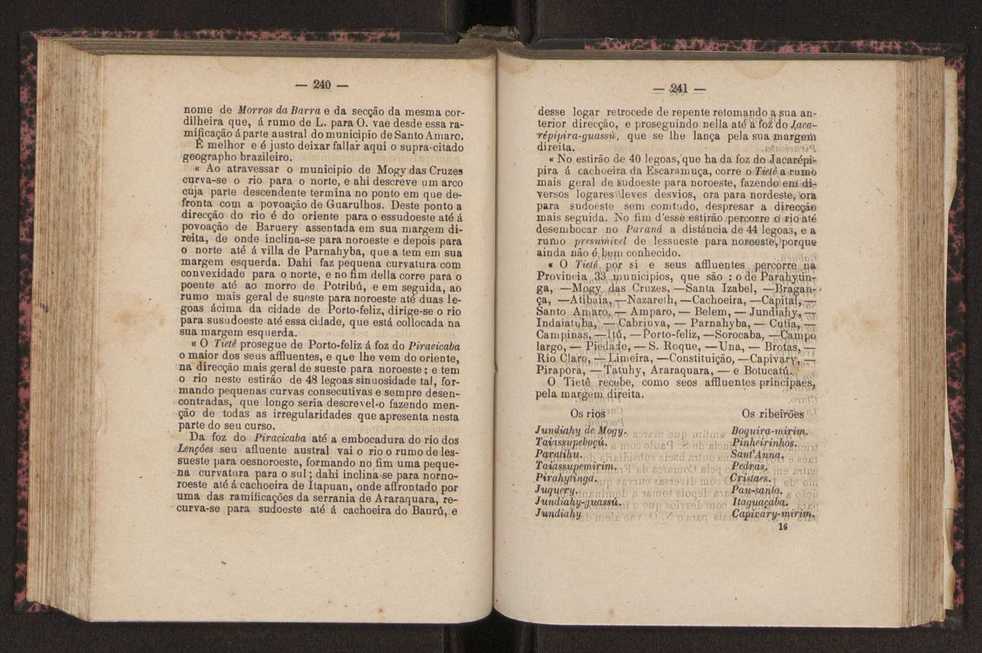 — 240 —
nome de Morros da Barra e da secção da mesma cor-
dilheira que, á rumo de L. para O. vae desde essa ra-
mificação á parte austral do municipio de Santo Amaro.
E melhor e é justo deixar fallar aqui o supra-citado
geographo brazileiro.
« Ao atravessar o municipio de Mogy das Cruzes
curva-se o rio para o norte, e ahi descreve um arco
cuja parte descendente termina no ponto em que de-
fronta com a povoação de Guarulhos. Deste ponto a
direcção do rio é do oriente para o essudoeste até á
povoação de Baruery assentada em sua margem di-
reita, de onde inclina-se para noroeste e depois para
o norte até á villa de Parnahyba, que a tem em sua
margem esquerda. Dahi faz pequena curvatura com
convexidade para o norte, e no fim della corre para o
poente até ao morro de Potribú, e em seguida, ao
rumo mais geral de sueste para noroeste até duas le-
goas ácima da cidade de Porto-feliz, dirige-se o rio
para susudoeste até essa cidade, que está collocada na
sua margem esquerda.
« O Tietê prosegue de Porto-feliz á foz do Piracicaba
o maior dos seus affluentes, e que lhe vem do oriente,
na direcção mais geral de sueste para noroeste; e tem
o rio neste estirão de 48 legoas sinuosidade tal, for-
mando pequenas curvas consecutivas e sempre desen-
contradas, que longo seria descrevel-o fazendo men-
ção de todas as irregularidades que apresenta nesta
parte do seu curso.
Da foz do Piracicaba até a embocadura do rio dos
Lençóes seu afluente austral vai o rio o rumo de les-
sueste para oesnoroeste, formando no fim uma peque-
na curvatura para o sul; dahi inclina-se para norno-
roeste até á cachoeira de Itapuan, onde affrontado por
uma das ramificações da serrania de Araraquara, re-
curva-se para sudoeste até á cachoeira do Baurú, e
— 241 —
desse logar retrocede de repente retomando a sua an-
terior direcção, e proseguindo nella até a foz do Jaca-
répipira-guassú, que se lhe lança pela sua margem
direita.
« No estirão de 40 legoas, que ha da foz do Jacarépi-
pira á cachoeira da Escaramuça, corre o Tietê a rumo
mais geral de sudoeste para noroeste, fazendo em di-
versos logares leves desvios, ora para nordeste, ora
para sudoeste sem comtudo, despresar a direcção
mais seguida. No fim d'esse estirão percorre o rio até
desembocar no Paraná a distáncia de 44 legoas, e a
rumo presumivel de lessueste para noroeste, porque
ainda não é bem conhecido.
« O Tietê por si e seus affluentes percorre na
Provincia 33 municipios, que são : o de Parahytin-
ga, —Mogy das Cruzes, —Santa Izabel, —Bragan-
ça, —Atibaia, —Nazareth, —Cachoeira, —Capital, —
Santo Amaro, — Amparo, — Belem, — Jundiahy, —
Indaiatuba, — Cabriuva, — Parnahyba, — Cutia, —
Campinas, —Itú, —Porto-feliz, —Sorocaba, —Campo
largo, — Piedade, — S. Roque, — Una, — Brotas, —
Rio Claro, — Limeira, —Constituição, —Capivary, —
Pirapora, —Tatuhy, Araraquara, — e Botucatú.
O Tietê recebe, como seos affluentes principaes,
pela margem direita.
Os rios
Jundiahy de Mogy.
Taiassupeboçú.
Paratihu.
Taiassupemirim.
Pirahytinga.
Juquery.
Jundiahy-guassú.
Jundiahy
Os ribeirões
Boquira-mirim.
Pinheirinhos.
Sant'Anna.
Pedras.
Cristaes.
Pau-santo.
Itaguaçaba.
Capivary-mirim.
16